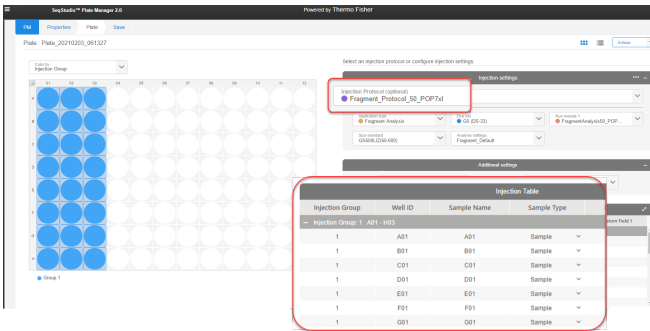 SeqStudio™ Plate Manager 2.0
Powered by Thermo Fisher
PM
Properties
Plate
Save
Plate : Plate_20210203_061327
Actions
Color by
Injection Group
01 02 03 04 05 06 07 08 09 10 11 12
A
B
C
D
E
F
G
H
Group 1
Select an injection protocol or configure injection settings.
Injection settings
Injection Protocol (optional)
Fragment_Protocol_50_POP7xl
Application type
Fragment Analysis
Dye set
G5 (DS-33)
Run module 1
FragmentAnalysis50_POP...
Size standard
GS600LIZ(60-600)
Analysis settings
Fragment_Default
Additional settings
Custom Field 1
Injection Table
Injection Group Well ID Sample Name Sample Type
– Injection Group: 1 A01 - H03
1 A01 A01 Sample
1 B01 B01 Sample
1 C01 C01 Sample
1 D01 D01 Sample
1 E01 E01 Sample
1 F01 F01 Sample
1 G01 G01 Sample